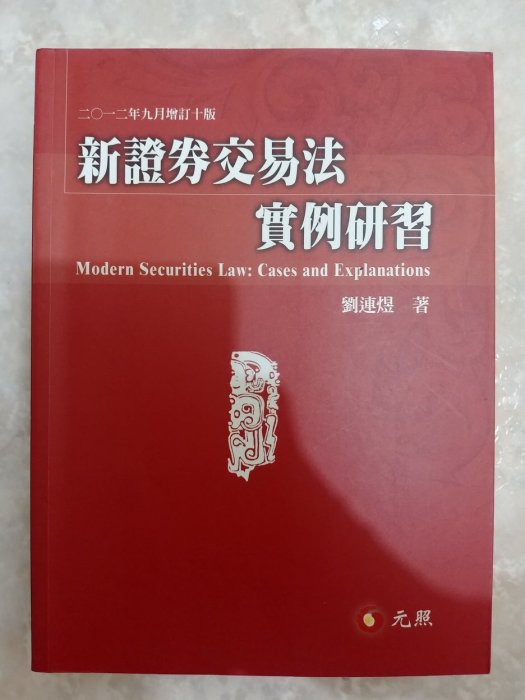 二〇一二年九月增訂十版
新證券交易法
實例研習
Modern Securities Law: Cases and Explanations
劉連煜 著
元照